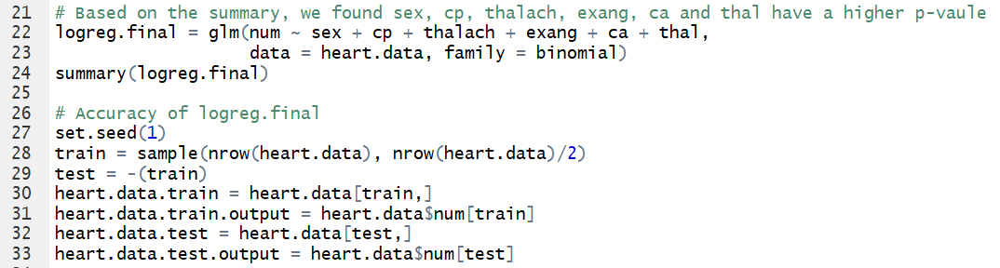 21 # Based on the summary, we found sex, cp, thalach, exang, ca and thal have a higher p-vaule
22 logreg.final = glm(num ~ sex + cp + thalach + exang + ca + thal,
23                    data = heart.data, family = binomial)
24 summary(logreg.final)
25
26 # Accuracy of logreg.final
27 set.seed(1)
28 train = sample(nrow(heart.data), nrow(heart.data)/2)
29 test = -(train)
30 heart.data.train = heart.data[train,]
31 heart.data.train.output = heart.data$num[train]
32 heart.data.test = heart.data[test,]
33 heart.data.test.output = heart.data$num[test]